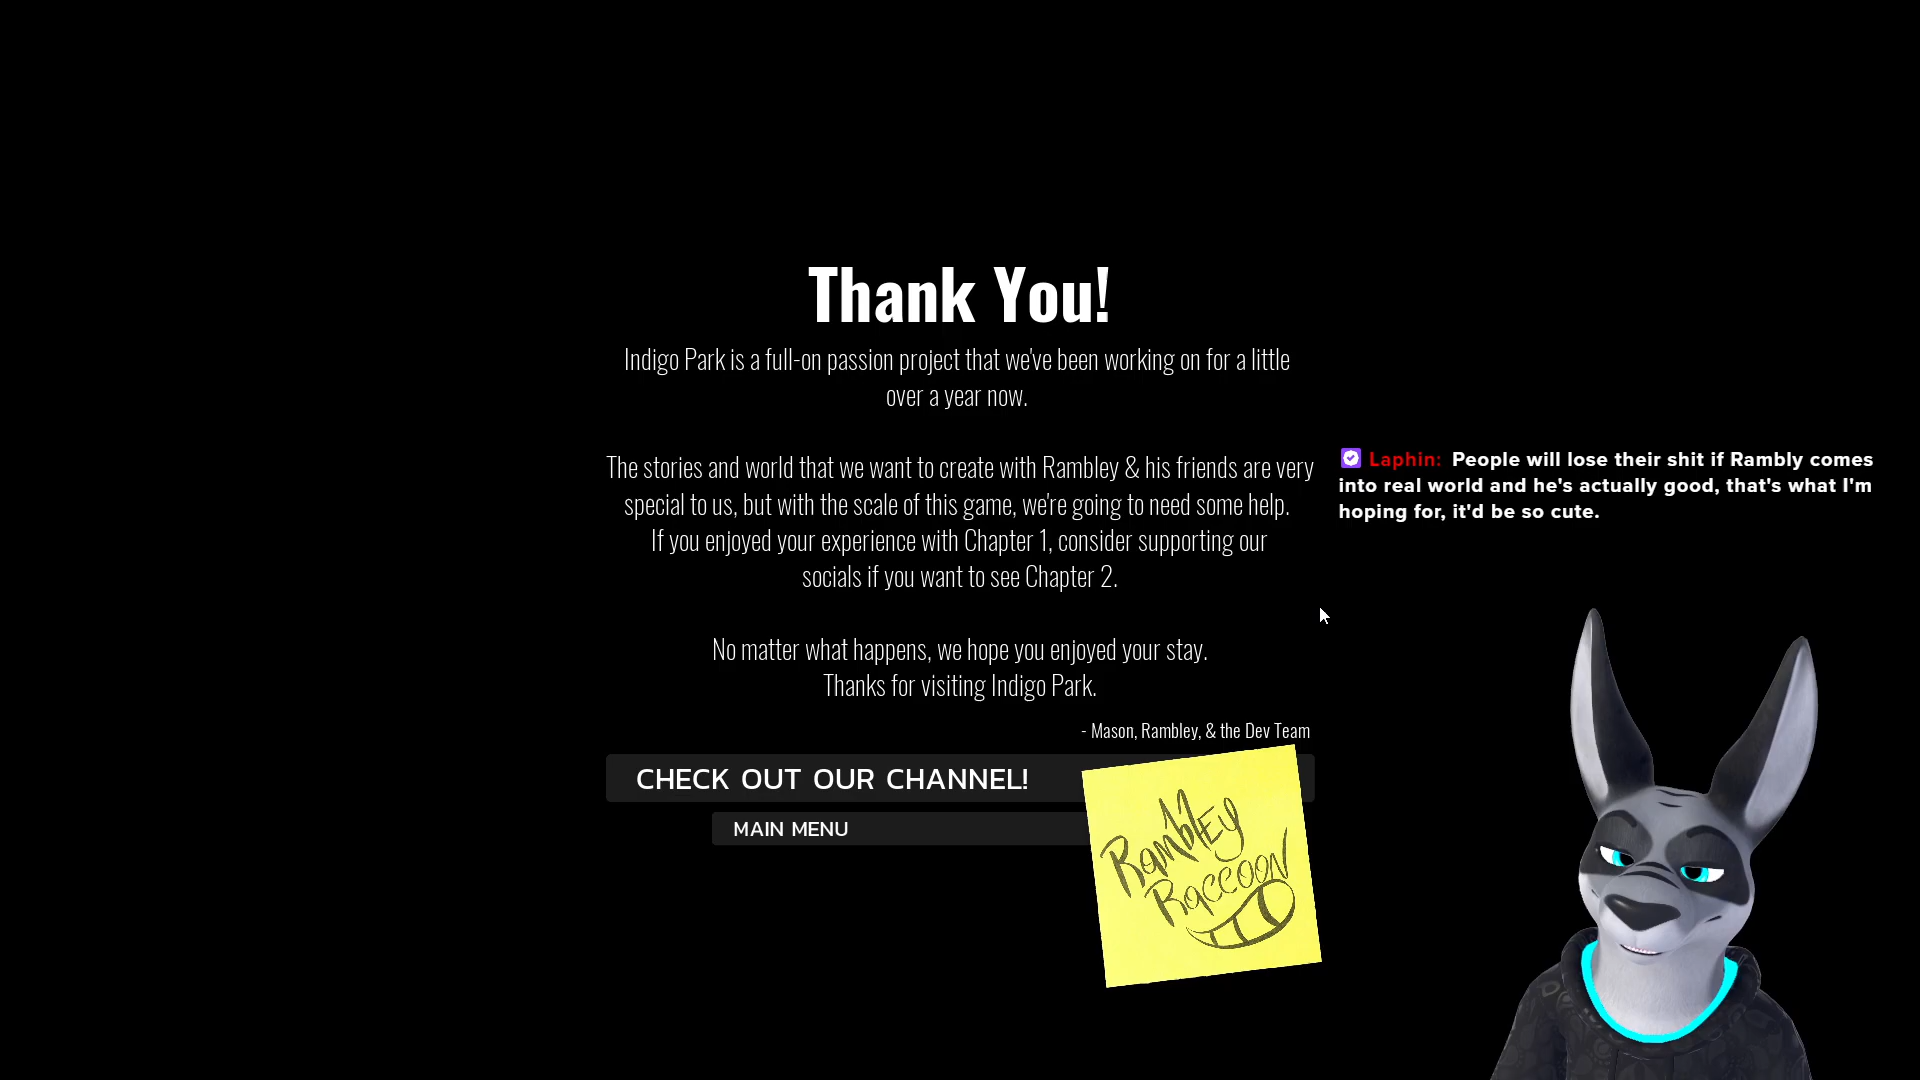 Thank You!
Indigo Park is a full-on passion project that we've been working on for a little
over a year now.
The stories and world that we want to create with Rambley & his friends are very
special to us, but with the scale of this game, we're going to need some help.
If you enjoyed your experience with Chapter 1, consider supporting our
socials if you want to see Chapter 2.
No matter what happens, we hope you enjoyed your stay.
Thanks for visiting Indigo Park.
- Mason, Rambley, & the Dev Team
CHECK OUT OUR CHANNEL!
MAIN MENU
Rambley
Raccoon
Laphin: People will lose their shit if Rambly comes
into real world and he's actually good, that's what I'm
hoping for, it'd be so cute.